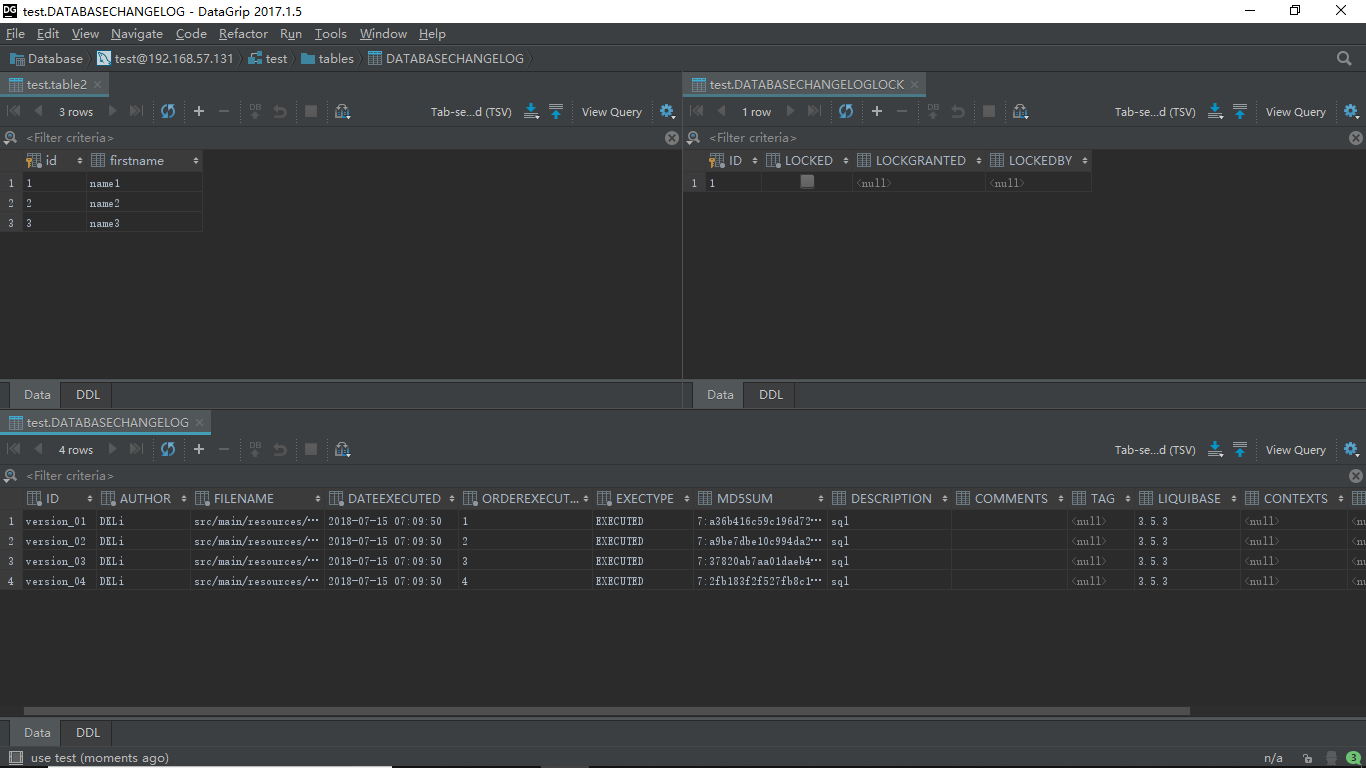 DG test.DATABASECHANGELOG - DataGrip 2017.1.5
File Edit View Navigate Code Refactor Run Tools Window Help
Database test@192.168.57.131 test tables DATABASECHANGELOG
test.table2
3 rows Tab-se...d (TSV) View Query
<Filter criteria>
id firstname
1 1 name1
2 2 name2
3 3 name3
Data DDL
test.DATABASECHANGELOGLOCK
1 row Tab-se...d (TSV) View Query
<Filter criteria>
ID LOCKED LOCKGRANTED LOCKEDBY
1 1 <null> <null>
Data DDL
test.DATABASECHANGELOG
4 rows DB Tab-se...d (TSV) View Query
<Filter criteria>
ID AUTHOR FILENAME DATEEXECUTED ORDEREXECUT... EXECTYPE MD5SUM DESCRIPTION COMMENTS TAG LIQUIBASE CONTEXTS
1 version_01 DKLi src/main/resources/... 2018-07-15 07:09:50 1 EXECUTED 7:a36b416c59c196d72... sql <null> 3.5.3 <null> <nu
2 version_02 DKLi src/main/resources/... 2018-07-15 07:09:50 2 EXECUTED 7:a9be7dbe10c994da2... sql <null> 3.5.3 <null> <nu
3 version_03 DKLi src/main/resources/... 2018-07-15 07:09:50 3 EXECUTED 7:37820ab7aa01daeb4... sql <null> 3.5.3 <null> <nu
4 version_04 DKLi src/main/resources/... 2018-07-15 07:09:50 4 EXECUTED 7:2fb183f2f527fb8c1... sql <null> 3.5.3 <null> <nu
Data DDL
use test (moments ago) n/a 3